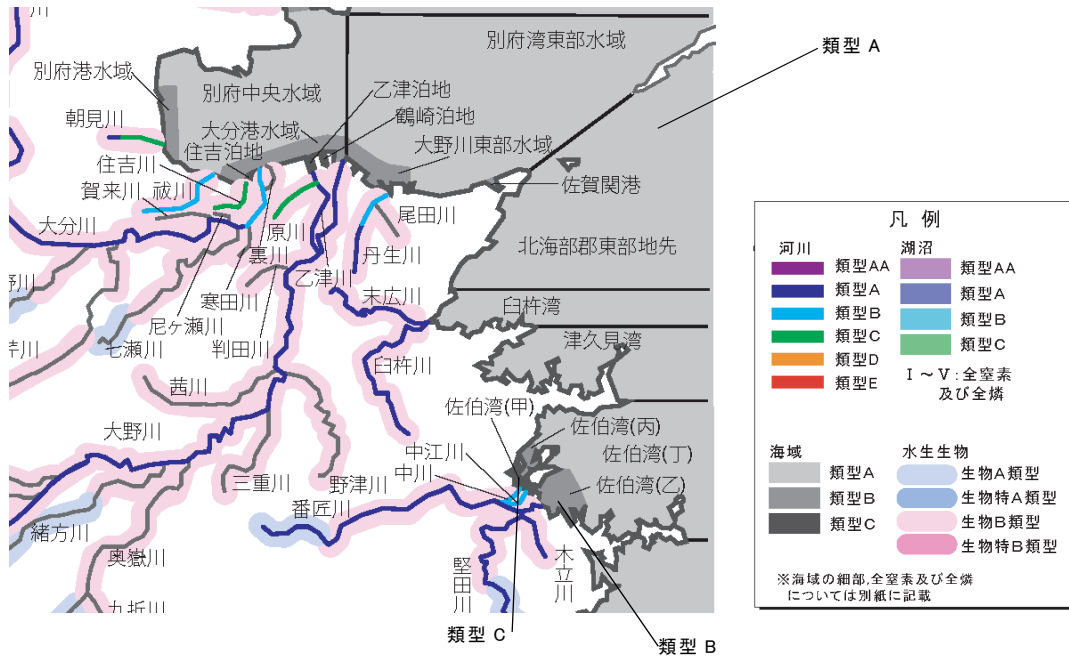 川
別府湾東部水域
類型 A
別府港水域
別府中央水域
乙津泊地
鶴崎泊地
朝見川
大分港水域
住吉泊地
大野川東部水域
住吉川
賀来川
祓川
佐賀関港
大分川
尾田川
原川
北海部郡東部地先
裏川
乙津川
丹生川
野川
寒田川
末広川
臼杵湾
尼ヶ瀬川
芹川
七瀬川
判田川
津久見湾
臼杵川
茜川
佐伯湾(甲)
大野川
佐伯湾(丙)
中江川
佐伯湾(丁)
中川
三重川
野津川
佐伯湾(乙)
番匠川
緒方川
奥嶽川
堅田川
木立川
九折川
類型 C
類型 B
凡 例
河川
湖沼
類型AA
類型A
類型B
類型C
類型D
類型E
類型AA
類型A
類型B
類型C
Ⅰ～Ⅴ:全窒素
及び全燐
海域
水生生物
類型A
類型B
類型C
生物A類型
生物特A類型
生物B類型
生物特B類型
※海域の細部,全窒素及び全燐
については別紙に記載